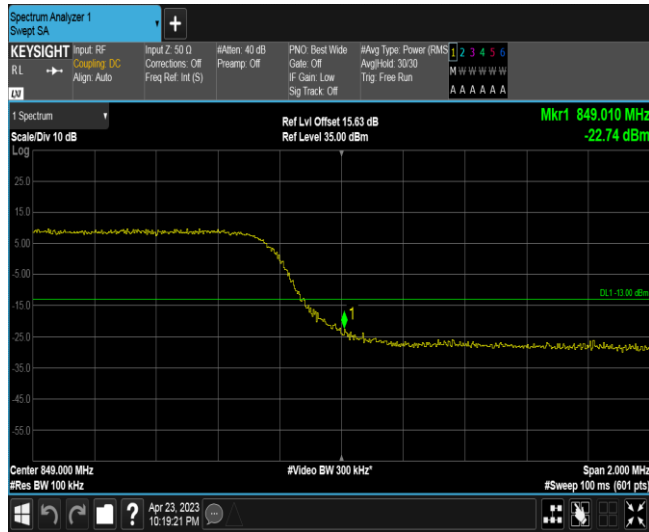 Spectrum Analyzer 1
Swept SA
+
KEYSIGHT Input: RF Input Z: 50 Ω #Atten: 40 dB PNO: Best Wide #Avg Type: Power (RMS 1 2 3 4 5 6
RL Coupling: DC Corrections: Off Preamp: Off Gate: Off Avg|Hold: 30/30 M W W W W W
Align: Auto Freq Ref: Int (S) IF Gain: Low Trig: Free Run
LXI Sig Track: Off A A A A A A
1 Spectrum Ref Lvl Offset 15.63 dB Mkr1 849.010 MHz
Scale/Div 10 dB Ref Level 35.00 dBm -22.74 dBm
Log
25.0
15.0
5.00
-5.00
DL1 -13.00 dBm
-15.0
1
-25.0
-35.0
-45.0
-55.0
Center 849.000 MHz #Video BW 300 kHz* Span 2.000 MHz
#Res BW 100 kHz #Sweep 100 ms (601 pts)
? Apr 23, 2023
10:19:21 PM